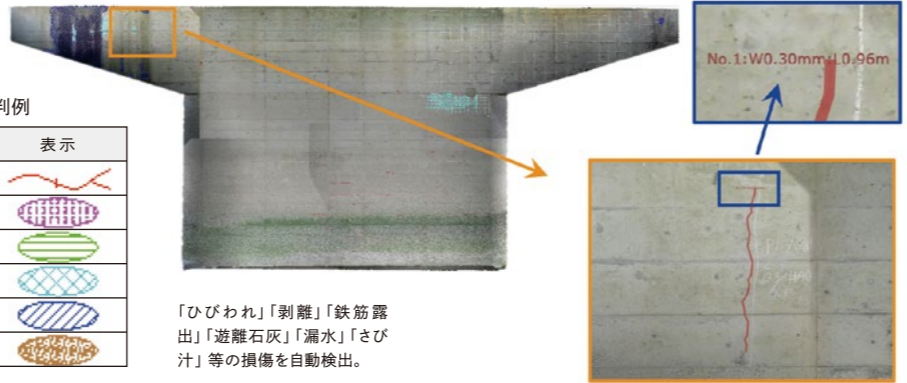 No.1:W0.30mm:L0.96m
判例
表示
「ひびわれ」「剥離」「鉄筋露
出」「遊離石灰」「漏水」「さび
汁」等の損傷を自動検出。